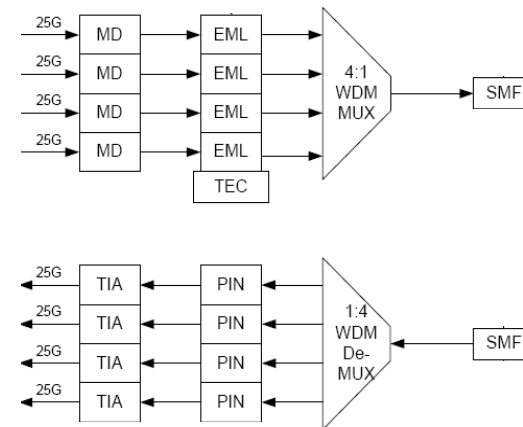 25G MD EML
25G MD EML
25G MD EML
25G MD EML
TEC
4:1
WDM
MUX
SMF
25G TIA PIN
25G TIA PIN
25G TIA PIN
25G TIA PIN
1:4
WDM
De-
MUX
SMF